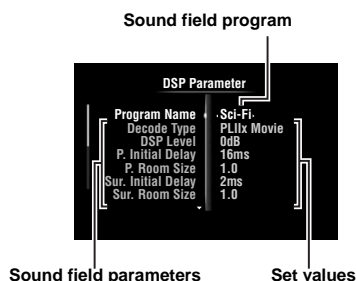 Sound field program
DSP Parameter
Program Name Sci-Fi
Decode Type PLIIx Movie
DSP Level 0dB
P. Initial Delay 16ms
P. Room Size 1.0
Sur. Initial Delay 2ms
Sur. Room Size 1.0
Sound field parameters Set values